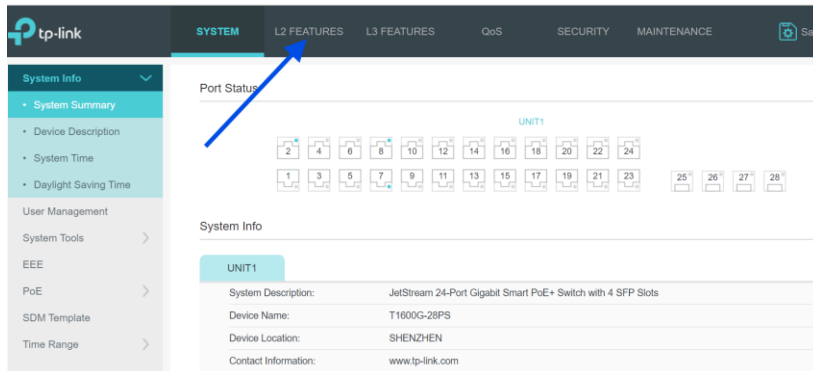 tp-link
SYSTEM L2 FEATURES L3 FEATURES QoS SECURITY MAINTENANCE
System Info
• System Summary
• Device Description
• System Time
• Daylight Saving Time
User Management
System Tools
EEE
PoE
SDM Template
Time Range
Port Status
UNIT1
2 4 6 8 10 12 14 16 18 20 22 24
1 3 5 7 9 11 13 15 17 19 21 23 25 26 27 28
System Info
UNIT1
System Description: JetStream 24-Port Gigabit Smart PoE+ Switch with 4 SFP Slots
Device Name: T1600G-28PS
Device Location: SHENZHEN
Contact Information: www.tp-link.com